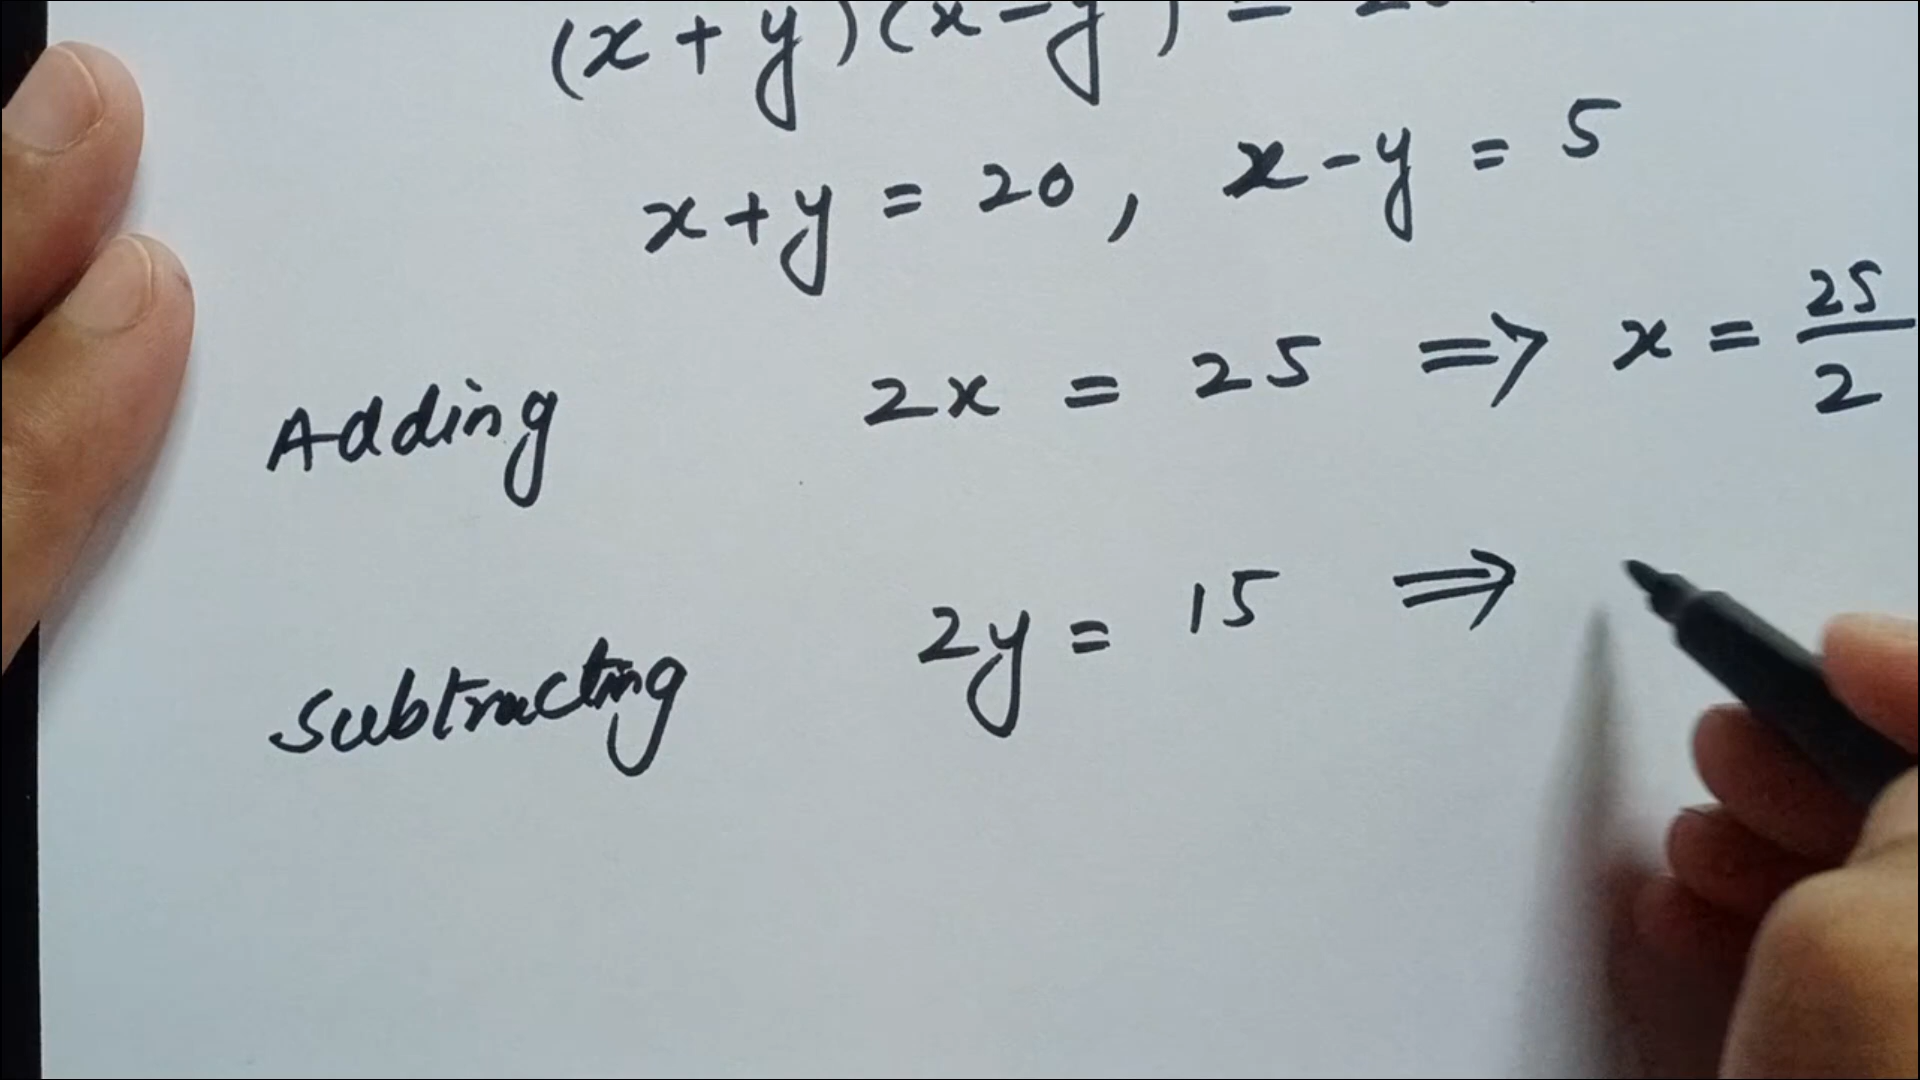 (x+y)(x-y) =
x+y = 20, x-y = 5
Adding 2x = 25 ⇒ x = 25/2
Subtracting 2y = 15 ⇒